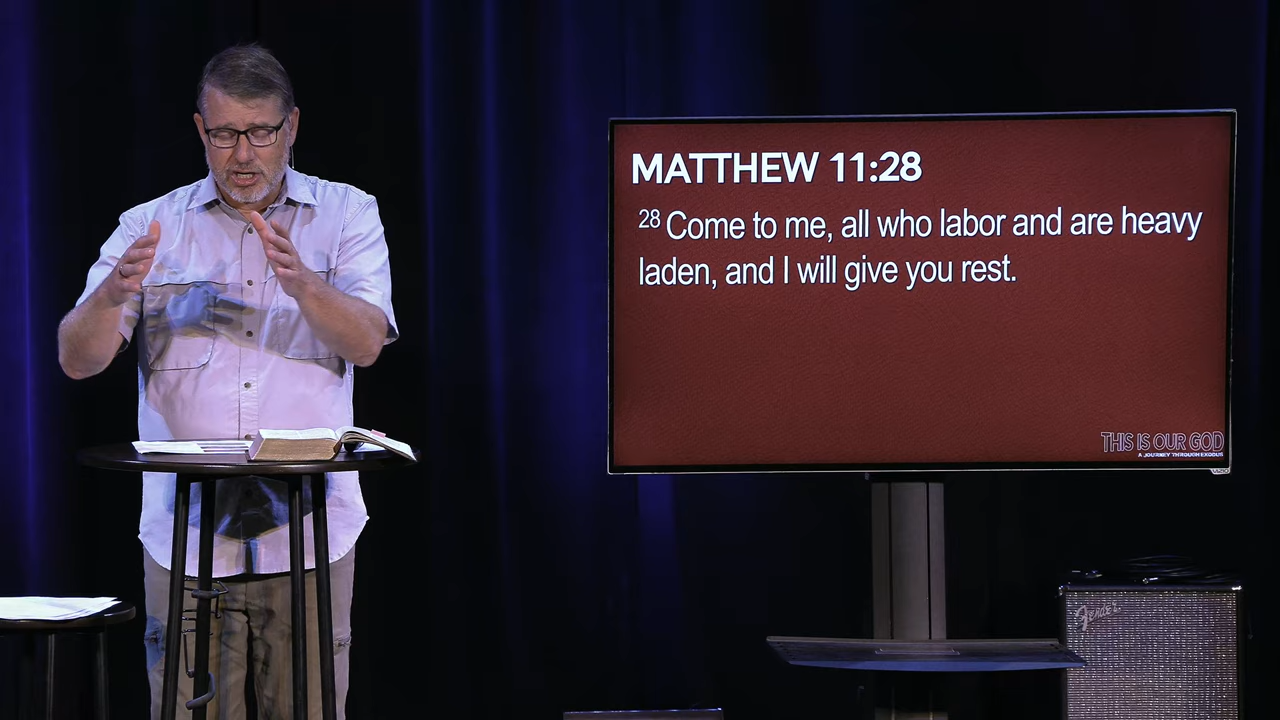 MATTHEW 11:28
28 Come to me, all who labor and are heavy
laden, and I will give you rest.
THIS IS OUR GOD
A JOURNEY THROUGH EXODUS
VIZIO
Fender